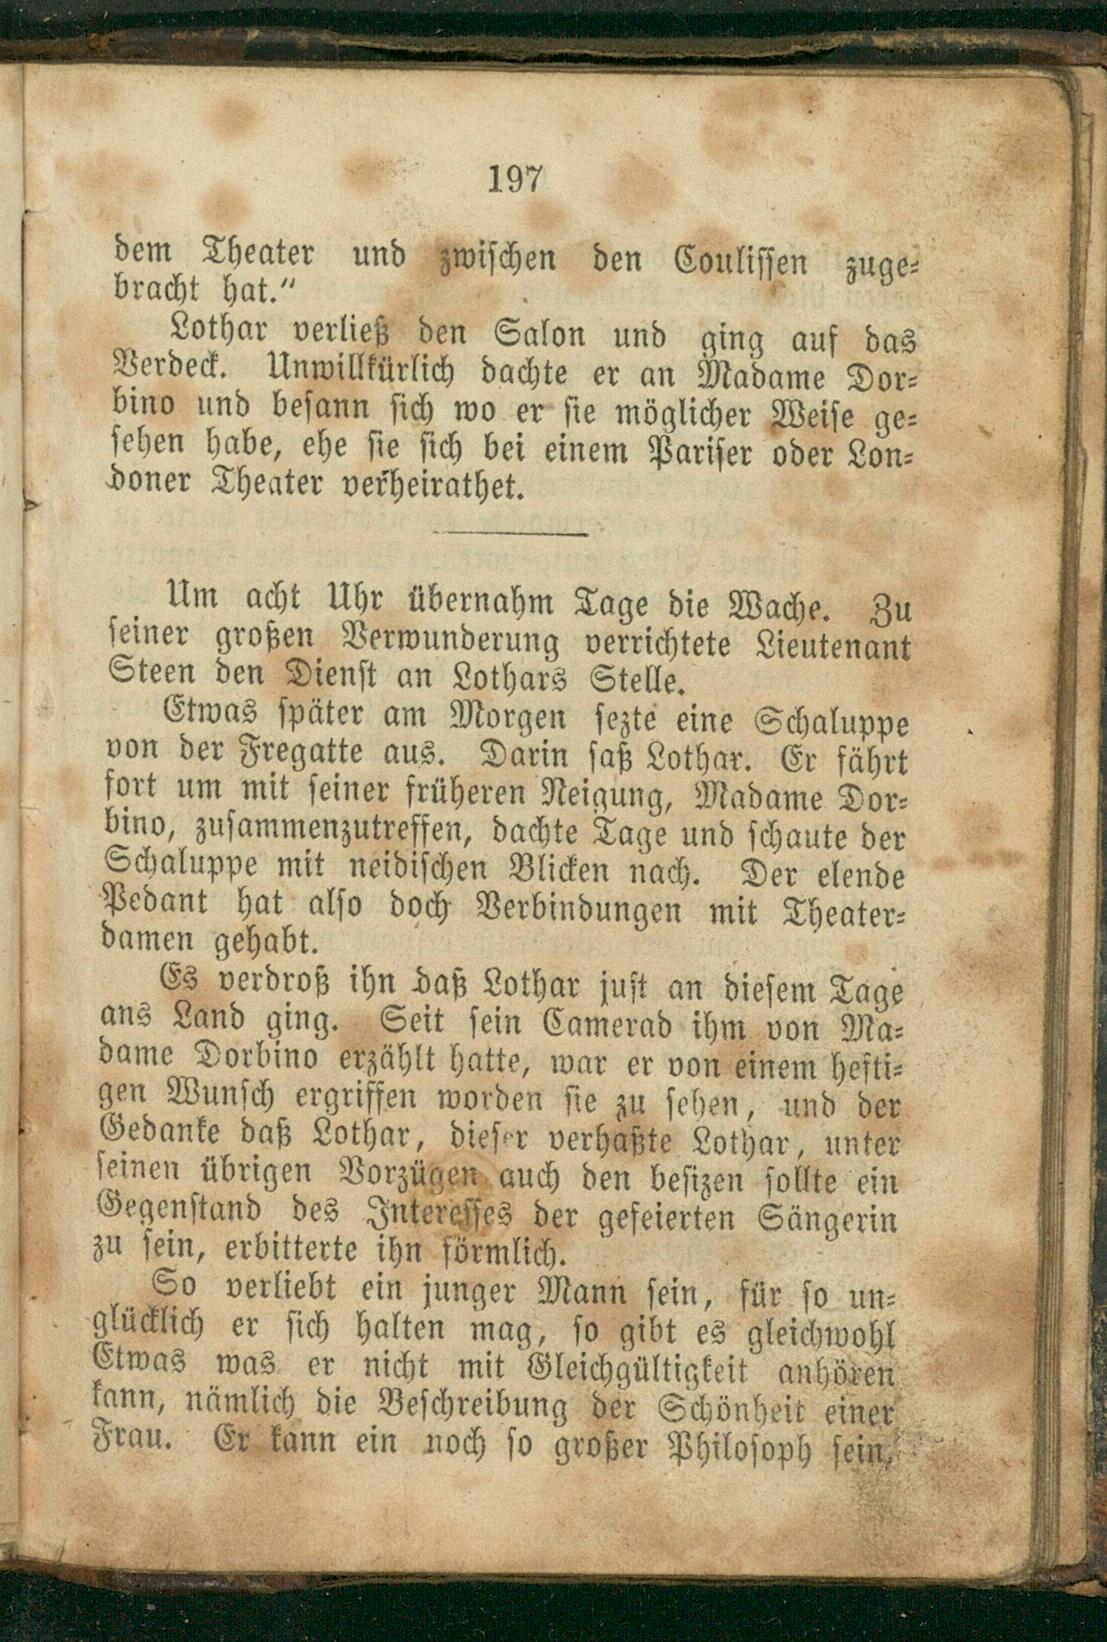 197
dem Theater und zwischen den Coulissen zuge-
bracht hat.“
Lothar verließ den Salon und ging auf das
Verdeck. Unwillkürlich dachte er an Madame Dor-
bino und besann sich wo er sie möglicher Weise ge-
sehen habe, ehe sie sich bei einem Pariser oder Lon-
doner Theater verheirathet.
Um acht Uhr übernahm Tage die Wache. Zu
seiner großen Verwunderung verrichtete Lieutenant
Steen den Dienst an Lothars Stelle.
Etwas später am Morgen sezte eine Schaluppe
von der Fregatte aus. Darin saß Lothar. Er fährt
fort um mit seiner früheren Neigung, Madame Dor-
bino, zusammenzutreffen, dachte Tage und schaute der
Schaluppe mit neidischen Blicken nach. Der elende
Pedant hat also doch Verbindungen mit Theater-
damen gehabt.
Es verdroß ihn daß Lothar just an diesem Tage
ans Land ging. Seit sein Camerad ihm von Ma-
dame Dorbino erzählt hatte, war er von einem hefti-
gen Wunsch ergriffen worden sie zu sehen, und der
Gedanke daß Lothar, dieser verhaßte Lothar, unter
seinen übrigen Vorzügen auch den besizen sollte ein
Gegenstand des Interesses der gefeierten Sängerin
zu sein, erbitterte ihn förmlich.
So verliebt ein junger Mann sein, für so un-
glücklich er sich halten mag, so gibt es gleichwohl
Etwas was er nicht mit Gleichgültigkeit anhören
kann, nämlich die Beschreibung der Schönheit einer
Frau. Er kann ein noch so großer Philosoph sein,